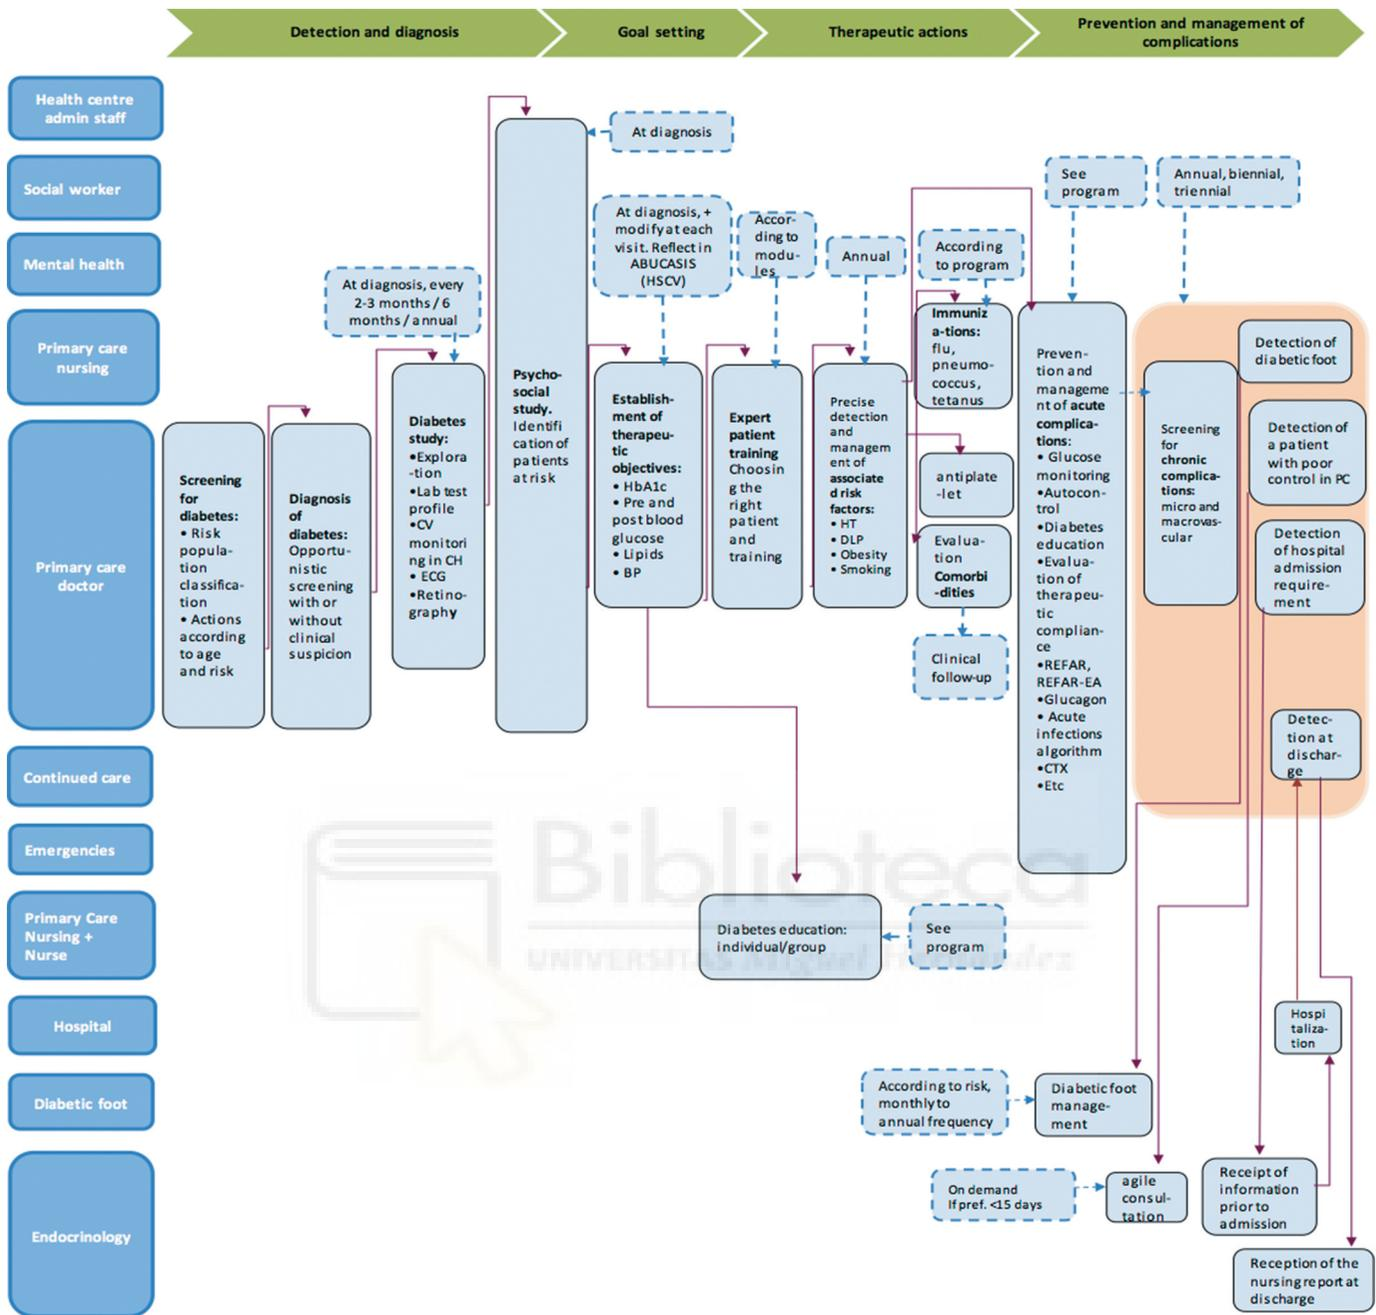 Detection and diagnosis
Goal setting
Therapeutic actions
Prevention and management of
complications
Health centre
admin staff
Social worker
Mental health
Primary care
nursing
Primary care
doctor
Continued care
Emergencies
Primary Care
Nursing +
Nurse
Hospital
Diabetic foot
Endocrinology
Screening
for
diabetes:
• Risk
popula-
tion
classifica-
tion
• Actions
according
to age
and risk
Diagnosis
of
diabetes:
Opportu-
nistic
screening
with or
without
clinical
suspicion
At diagnosis, every
2-3 months / 6
months / annual
Diabetes
study:
•Explora
-tion
•Lab test
profile
•CV
monitori
ng in CH
• ECG
•Retino-
graphy
Psycho-
social
study.
Identifi
cation of
patients
at risk
At diagnosis
At diagnosis, +
modify at each
visit. Reflect in
ABUCASIS
(HSCV)
Establish-
ment of
therapeu-
tic
objectives:
• HbA1c
• Pre and
post blood
glucose
• Lipids
• BP
Accor-
ding to
modu-
les
Expert
patient
training
Choosin
g the
right
patient
and
training
Annual
Precise
detection
and
managem
ent of
associate
d risk
factors:
• HT
• DLP
• Obesity
• Smoking
According
to program
Immuniz
a-tions:
flu,
pneumo-
coccus,
tetanus
antiplate
-let
Evalua-
tion
Comorbi
-dities
Clinical
follow-up
See
program
Preven-
tion and
manageme
nt of acute
complica-
tions:
• Glucose
monitoring
•Autocon-
trol
•Diabetes
education
•Evalua-
tion of
therapeu-
tic
complian-
ce
•REFAR,
REFAR-EA
•Glucagon
• Acute
infections
algorithm
•CTX
•Etc
Annual, biennial,
triennial
Screening
for
chronic
complica-
tions:
micro and
macrovas-
cular
Detection of
diabetic foot
Detection of
a patient
with poor
control in PC
Detection
of hospital
admission
require-
ment
Detec-
tion at
dischar-
ge
Diabetes education:
individual/group
See
program
Hospi
taliza-
tion
According to risk,
monthly to
annual frequency
Diabetic foot
manage-
ment
On demand
If pref. <15 days
agile
consul-
tation
Receipt of
information
prior to
admission
Reception of the
nursing report at
discharge
Biblioteca
UNIVERSITAS Miguel Hernández